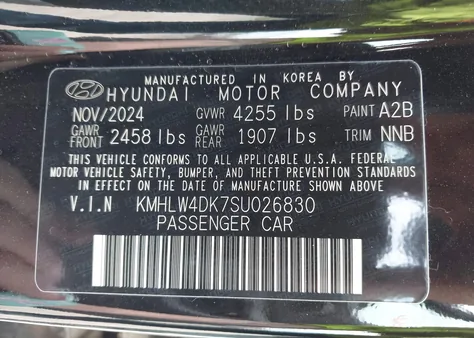 MANUFACTURED IN KOREA BY
HYUNDAI MOTOR COMPANY
NOV/2024 GVWR 4255 lbs PAINT A2B
GAWR FRONT 2458 lbs GAWR REAR 1907 lbs TRIM NNB
THIS VEHICLE CONFORMS TO ALL APPLICABLE U.S.A. FEDERAL
MOTOR VEHICLE SAFETY, BUMPER, AND THEFT PREVENTION STANDARDS
IN EFFECT ON THE DATE OF MANUFACTURE SHOWN ABOVE.
V.I.N KMHLW4DK7SU026830
PASSENGER CAR